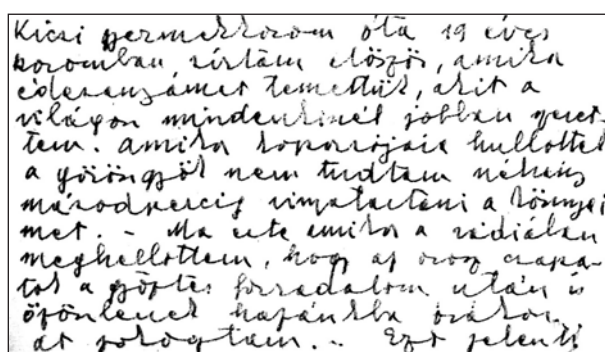 Kicsi gyermekkorom óta 19 éves
koromban sírtam először, amikor
édesanyámat temettük, akit a
világon mindenkinél jobban szeret-
tem. Amikor koporsójára hullottak
a göröngyök nem tudtam néhány
másodpercig visszatartani a könnyei
met. - Ma este amikor a rádióban
meghallottam, hogy az orosz csapa-
tok a győztes forradalom után is
özönlenek hazánkba órákon
át zokogtam. - Ezt jelenti